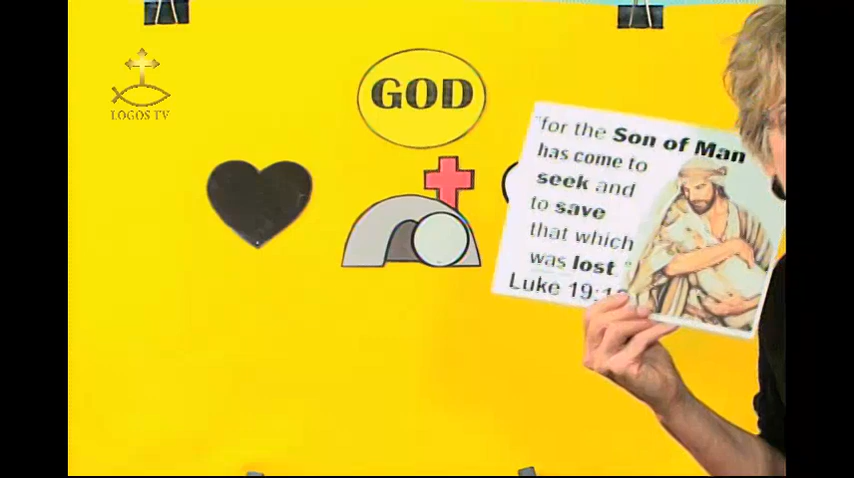 LOGOS TV
GOD
"for the Son of Man
has come to
seek and
to save
that which
was lost."
Luke 19:10